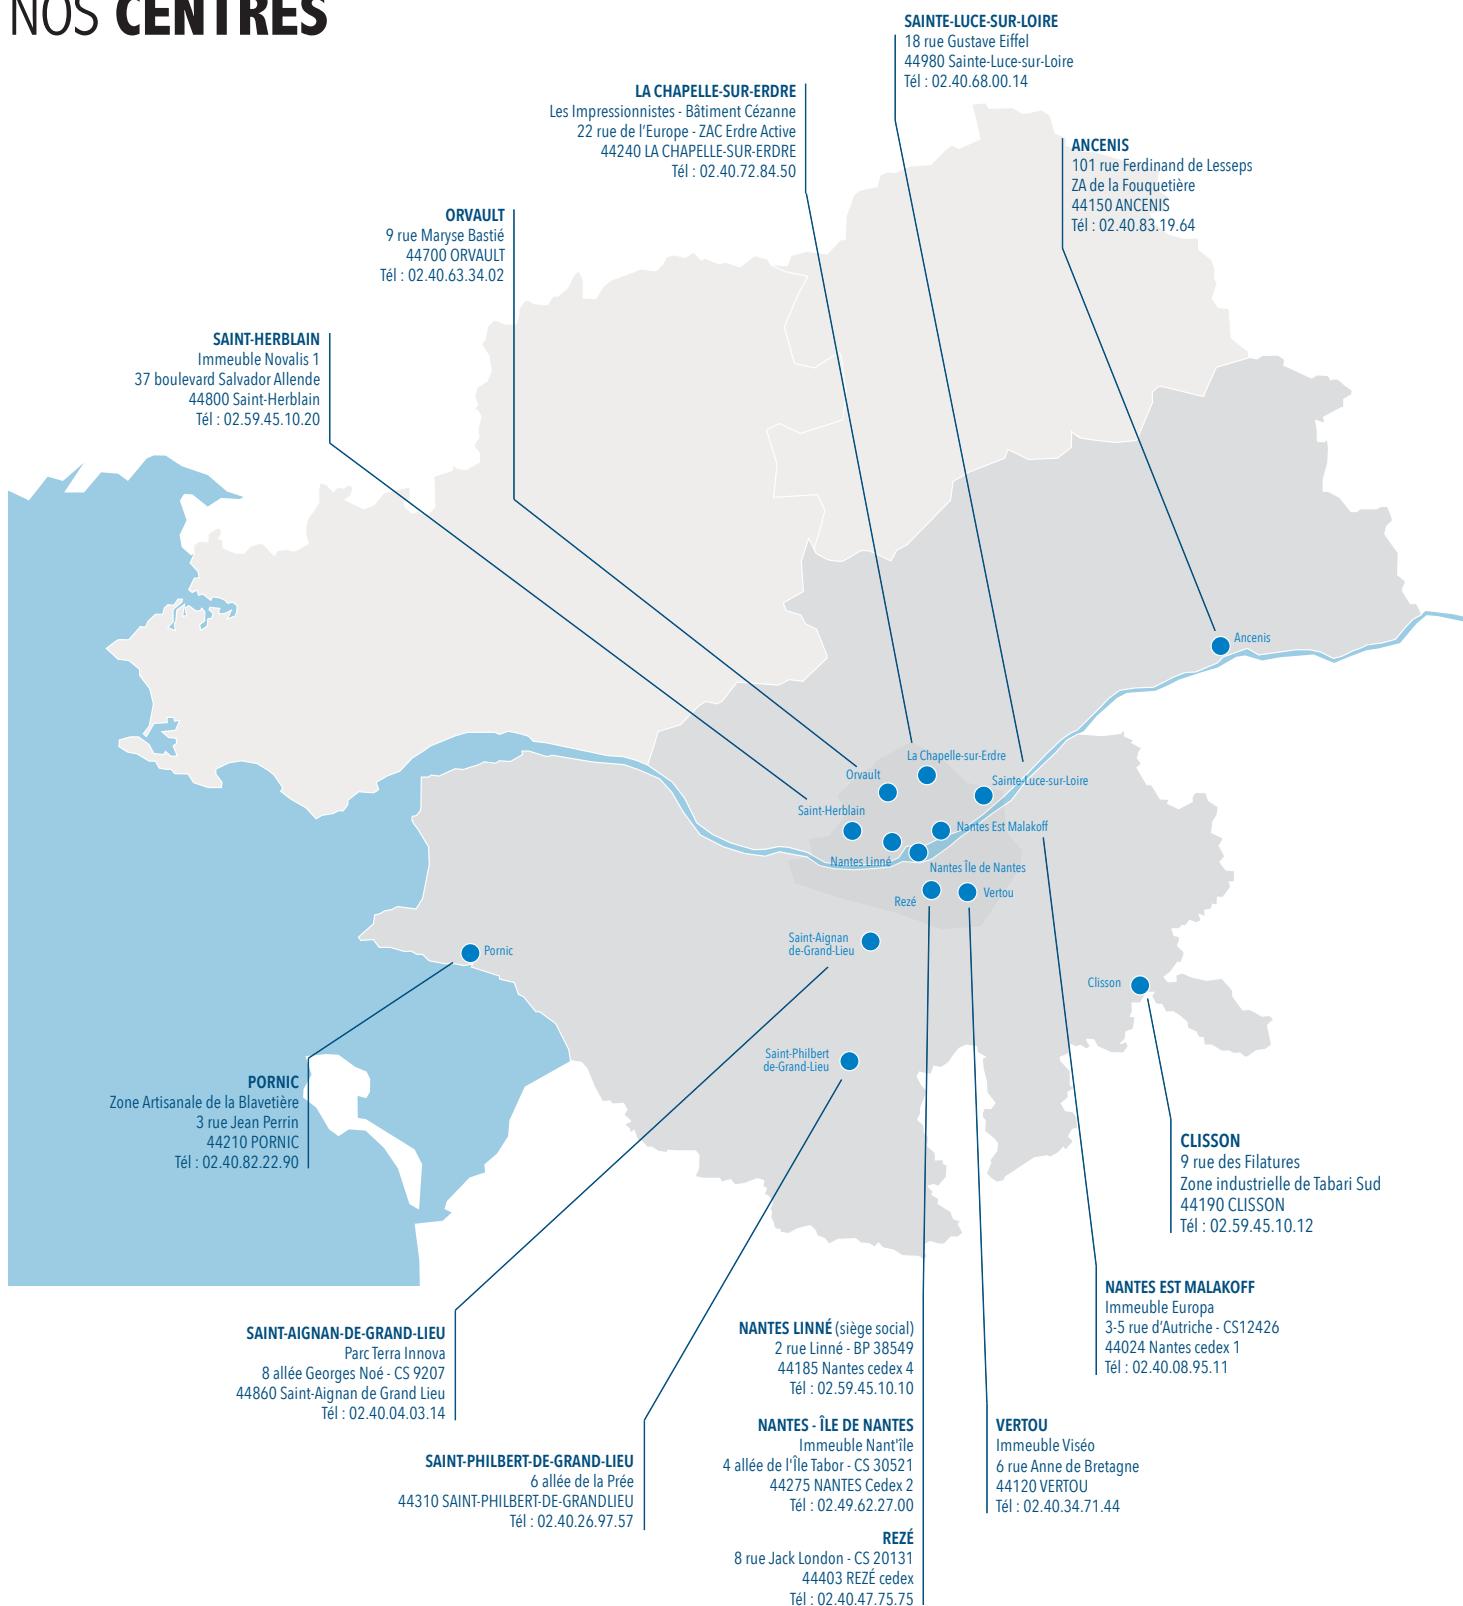 NOS CENTRES
SAINTE-LUCE-SUR-LOIRE
18 rue Gustave Eiffel
44980 Sainte-Luce-sur-Loire
Tél : 02.40.68.00.14
LA CHAPELLE-SUR-ERDRE
Les Impressionnistes - Bâtiment Cézanne
22 rue de l'Europe - ZAC Erdre Active
44240 LA CHAPELLE-SUR-ERDRE
Tél : 02.40.72.84.50
ANCENIS
101 rue Ferdinand de Lesseps
ZA de la Fouquetière
44150 ANCENIS
Tél : 02.40.83.19.64
ORVAULT
9 rue Maryse Bastié
44700 ORVAULT
Tél : 02.40.63.34.02
SAINT-HERBLAIN
Immeuble Novalis 1
37 boulevard Salvador Allende
44800 Saint-Herblain
Tél : 02.59.45.10.20
Ancenis
La Chapelle-sur-Erdre
Orvault
Sainte-Luce-sur-Loire
Saint-Herblain
Nantes Est Malakoff
Nantes Linné
Nantes Île de Nantes
Rezé
Vertou
Saint-Aignan
de-Grand-Lieu
Pornic
Clisson
Saint-Philbert
de-Grand-Lieu
PORNIC
Zone Artisanale de la Blavetière
3 rue Jean Perrin
44210 PORNIC
Tél : 02.40.82.22.90
CLISSON
9 rue des Filatures
Zone industrielle de Tabari Sud
44190 CLISSON
Tél : 02.59.45.10.12
NANTES EST MALAKOFF
Immeuble Europa
3-5 rue d'Autriche - CS12426
44024 Nantes cedex 1
Tél : 02.40.08.95.11
SAINT-AIGNAN-DE-GRAND-LIEU
Parc Terra Innova
8 allée Georges Noé - CS 9207
44860 Saint-Aignan de Grand Lieu
Tél : 02.40.04.03.14
NANTES LINNÉ (siège social)
2 rue Linné - BP 38549
44185 Nantes cedex 4
Tél : 02.59.45.10.10
SAINT-PHILBERT-DE-GRAND-LIEU
6 allée de la Prée
44310 SAINT-PHILBERT-DE-GRANDLIEU
Tél : 02.40.26.97.57
NANTES - ÎLE DE NANTES
Immeuble Nant'île
4 allée de l'Île Tabor - CS 30521
44275 NANTES Cedex 2
Tél : 02.49.62.27.00
VERTOU
Immeuble Viséo
6 rue Anne de Bretagne
44120 VERTOU
Tél : 02.40.34.71.44
REZÉ
8 rue Jack London - CS 20131
44403 REZÉ cedex
Tél : 02.40.47.75.75